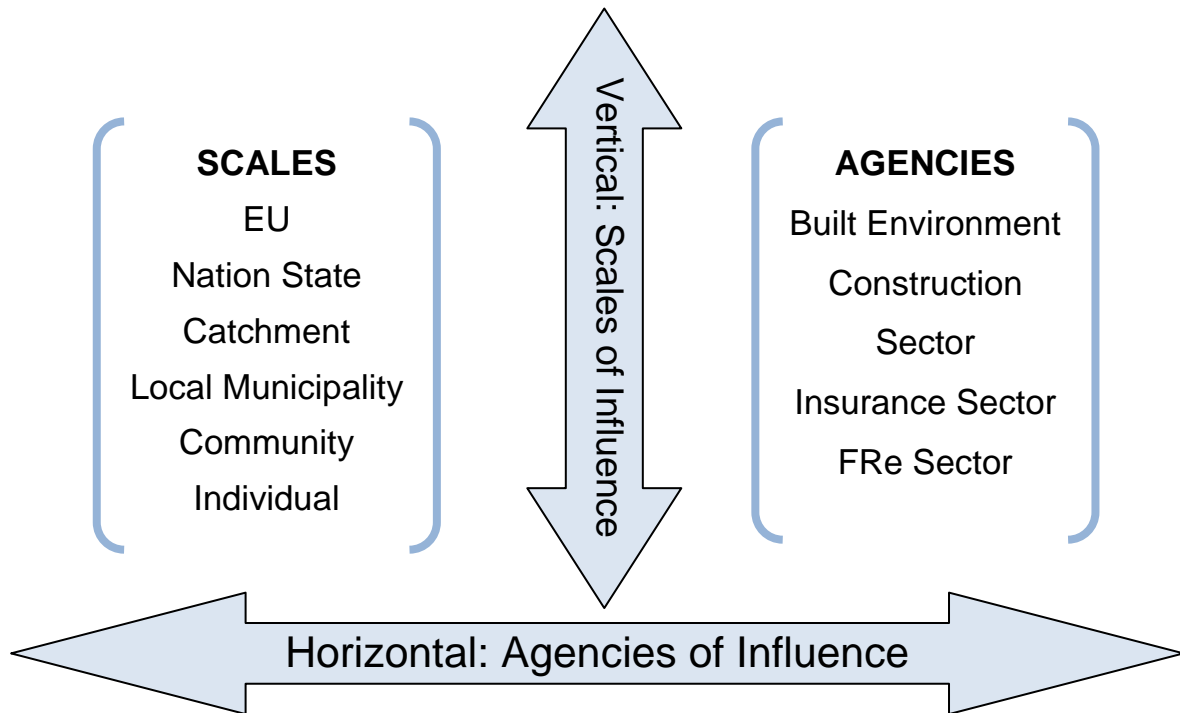 SCALES
EU
Nation State
Catchment
Local Municipality
Community
Individual
Vertical: Scales of Influence
AGENCIES
Built Environment
Construction
Sector
Insurance Sector
FRe Sector
Horizontal: Agencies of Influence